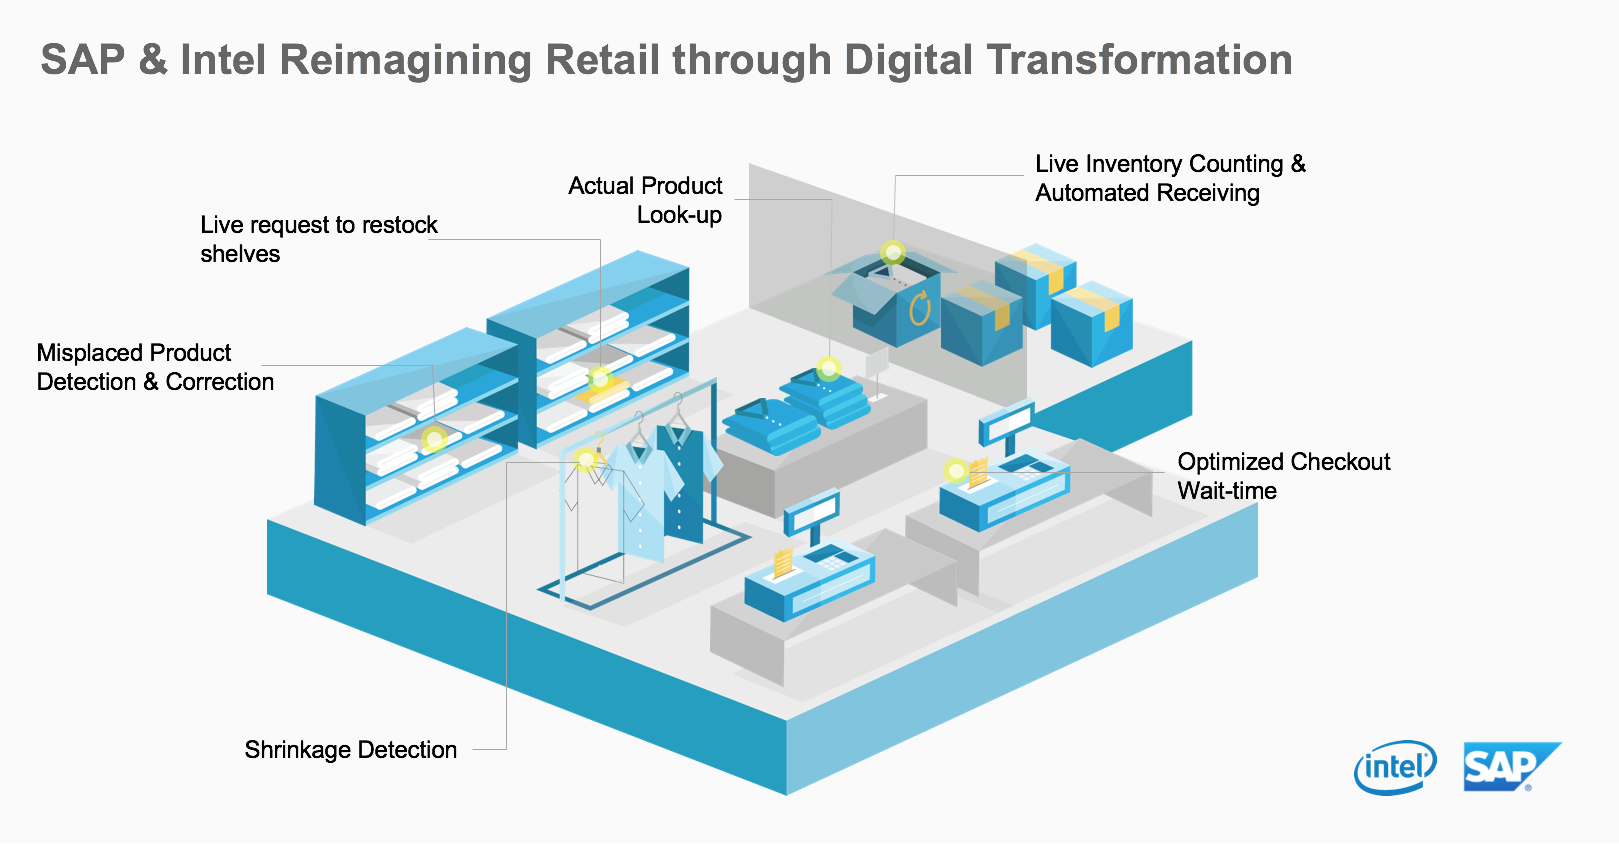 SAP & Intel Reimagining Retail through Digital Transformation
Live Inventory Counting &
Automated Receiving
Actual Product
Look-up
Live request to restock
shelves
Misplaced Product
Detection & Correction
Optimized Checkout
Wait-time
Shrinkage Detection
intel®
SAP®